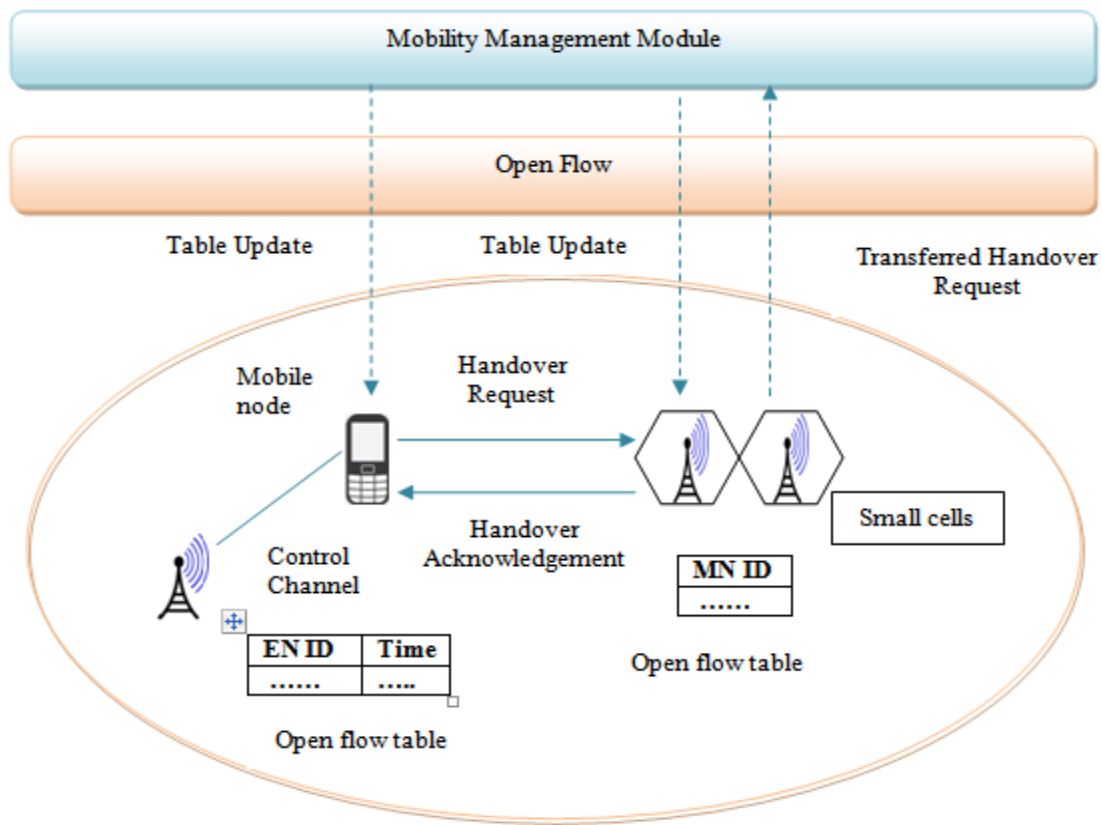 Mobility Management Module
Open Flow
Table Update
Table Update
Transferred Handover
Request
Mobile
node
Handover
Request
Handover
Acknowledgement
Small cells
Control
Channel
MN ID
......
Open flow table
EN ID Time
...... .....
Open flow table